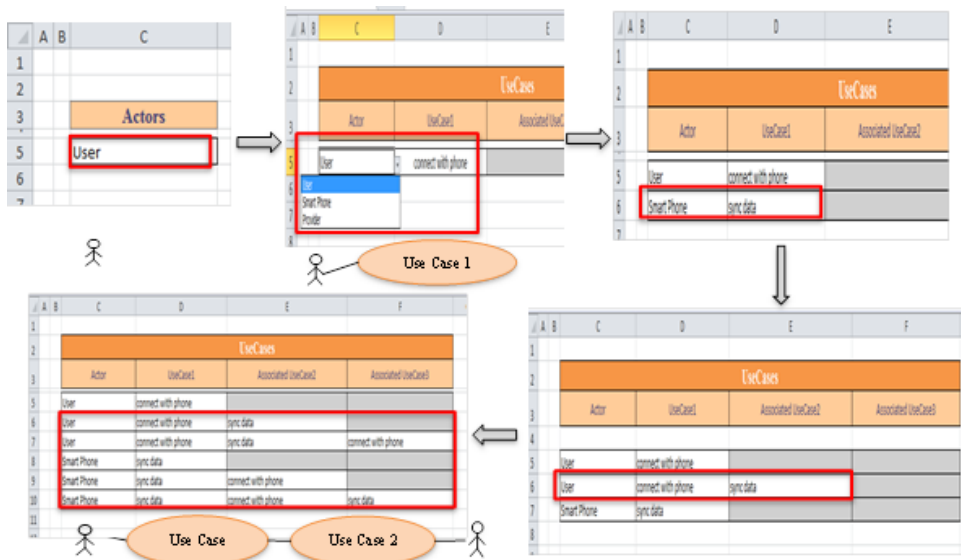 A B C
1
2
3 Actors
5 User
6
7
A B C D E
1
2 UseCases
3 Actor UseCase1 Associated UseC
5 User connect with phone
6 User
7 Smart Phone
Provider
8
Use Case 1
A B C D E
1
2 UseCases
3 Actor UseCase1 Associated UseCase2
5 User connect with phone
6 Smart Phone sync data
7
A B C D E F
1
2 UseCases
3 Actor UseCase1 Associated UseCase2 Associated UseCase3
5 User connect with phone
6 User connect with phone sync data
7 User connect with phone sync data connect with phone
8 Smart Phone sync data
9 Smart Phone sync data connect with phone
10 Smart Phone sync data connect with phone sync data
11
Use Case Use Case 2
A B C D E F
1
2 UseCases
3 Actor UseCase1 Associated UseCase2 Associated UseCase3
4
5 User connect with phone
6 User connect with phone sync data
7 Smart Phone sync data
8